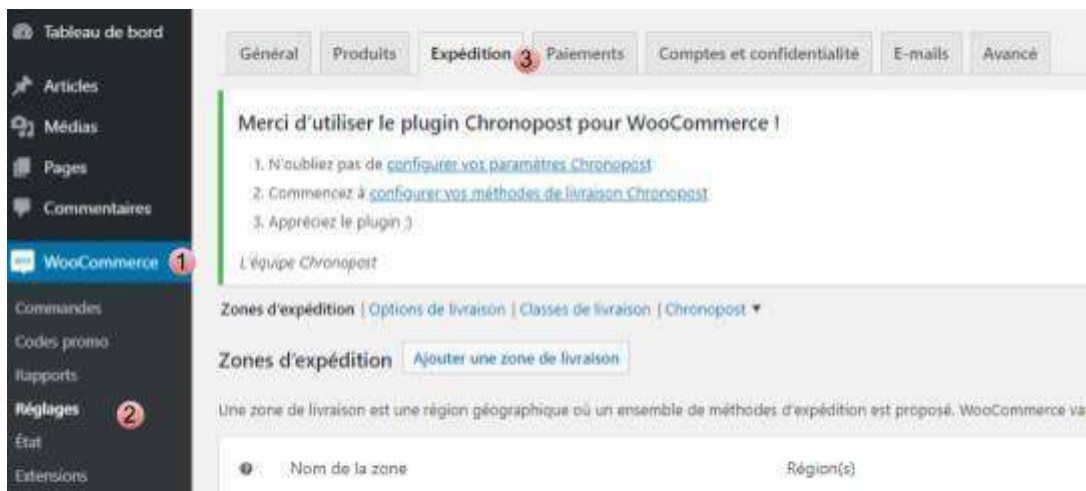 Tableau de bord
Articles
Médias
Pages
Commentaires
WooCommerce 1
Commandes
Codes promo
Rapports
Réglages 2
État
Extensions
Général Produits Expédition 3 Paiements Comptes et confidentialité E-mails Avancé
Merci d'utiliser le plugin Chronopost pour WooCommerce !
1. N'oubliez pas de configurer vos paramètres Chronopost
2. Commencez à configurer vos méthodes de livraison Chronopost
3. Appréciez le plugin :)
L'équipe Chronopost
Zones d'expédition | Options de livraison | Classes de livraison | Chronopost ▼
Zones d'expédition Ajouter une zone de livraison
Une zone de livraison est une région géographique où un ensemble de méthodes d'expédition est proposé. WooCommerce va
Nom de la zone Région(s)